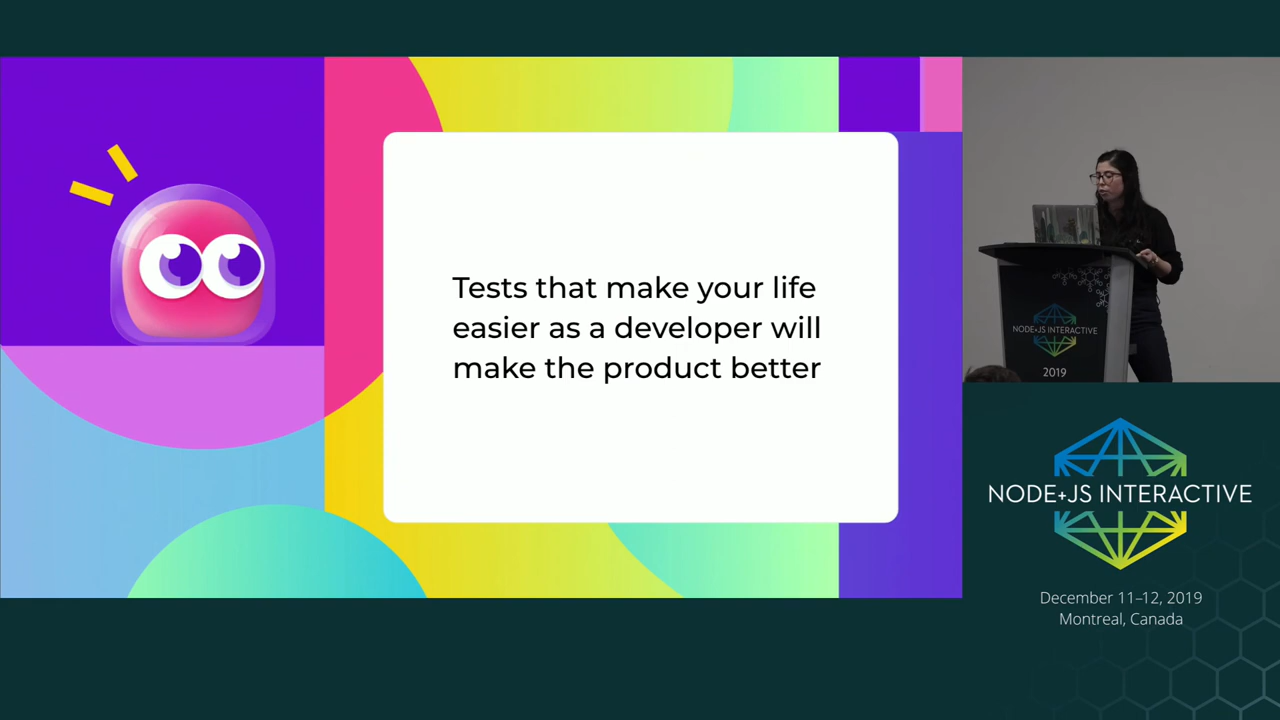 Tests that make your life
easier as a developer will
make the product better
NODE+JS INTERACTIVE
2019
NODE+JS INTERACTIVE
December 11–12, 2019
Montreal, Canada